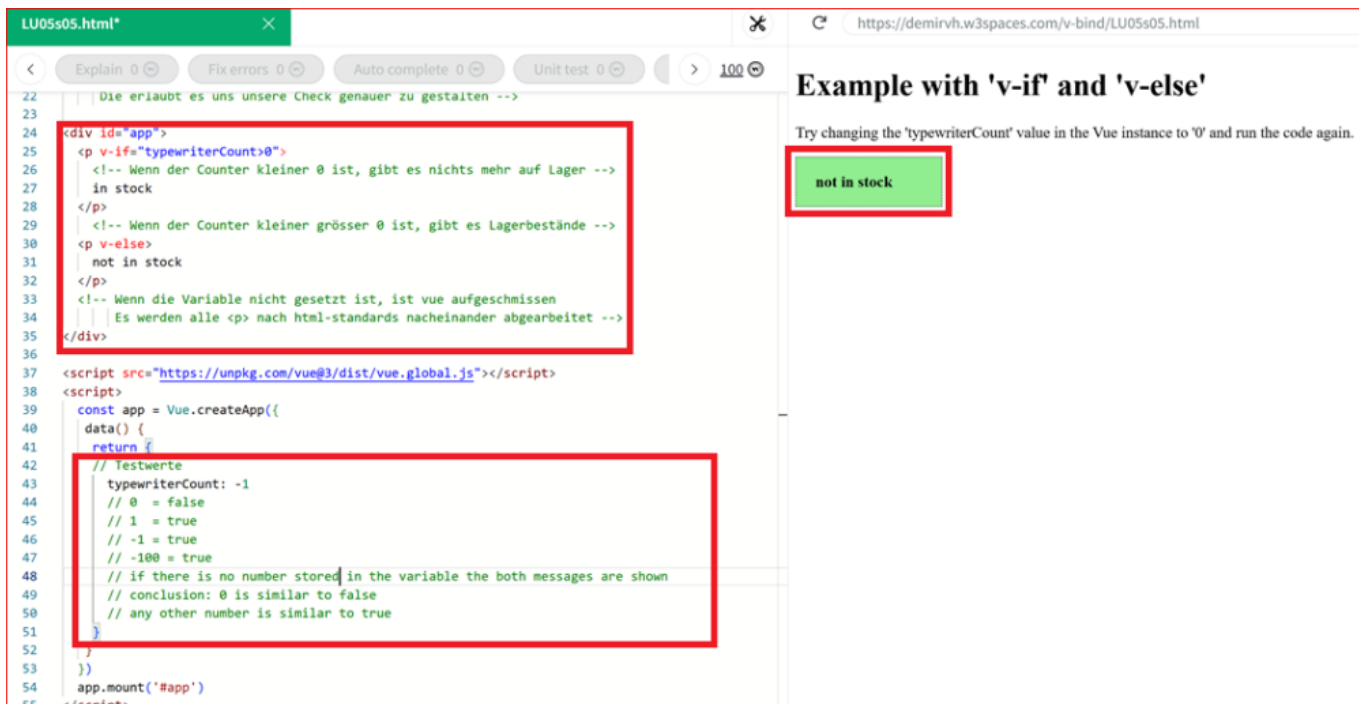 LU05s05.html*
https://demirvh.w3spaces.com/v-bind/LU05s05.html
Explain 0
Fix errors 0
Auto complete 0
Unit test 0
100
22 Die erlaubt es uns unsere Check genauer zu gestalten -->
23
24 <div id="app">
25 <p v-if="typewriterCount>0">
26 <!-- Wenn der Counter kleiner 0 ist, gibt es nichts mehr auf Lager -->
27 in stock
28 </p>
29 <!-- Wenn der Counter kleiner grösser 0 ist, gibt es Lagerbestände -->
30 <p v-else>
31 not in stock
32 </p>
33 <!-- Wenn die Variable nicht gesetzt ist, ist vue aufgeschmissen
34 Es werden alle <p> nach html-standards nacheinander abgearbeitet -->
35 </div>
36
37 <script src="https://unpkg.com/vue@3/dist/vue.global.js"></script>
38 <script>
39 const app = Vue.createApp({
40 data() {
41 return {
42 // Testwerte
43 typewriterCount: -1
44 // 0 = false
45 // 1 = true
46 // -1 = true
47 // -100 = true
48 // if there is no number stored in the variable the both messages are shown
49 // conclusion: 0 is similar to false
50 // any other number is similar to true
51 }
52 }
53 })
54 app.mount('#app')
55 </script>
Example with 'v-if' and 'v-else'
Try changing the 'typewriterCount' value in the Vue instance to '0' and run the code again.
not in stock